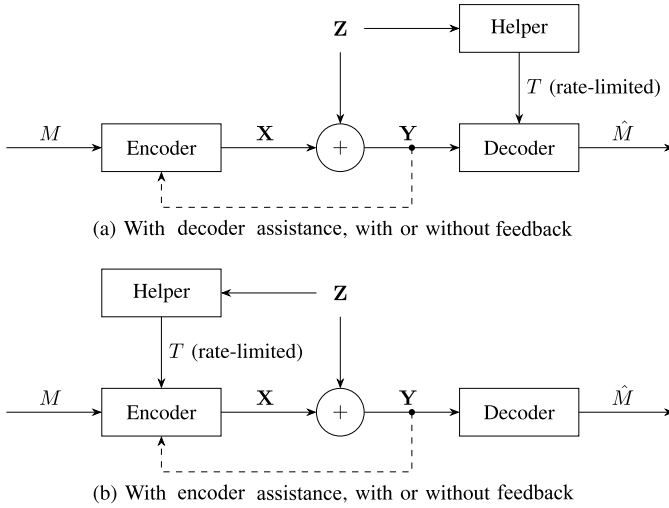 Z Helper
T (rate-limited)
M Encoder X + Y Decoder M̂
(a) With decoder assistance, with or without feedback
Helper Z
T (rate-limited)
M Encoder X + Y Decoder M̂
(b) With encoder assistance, with or without feedback